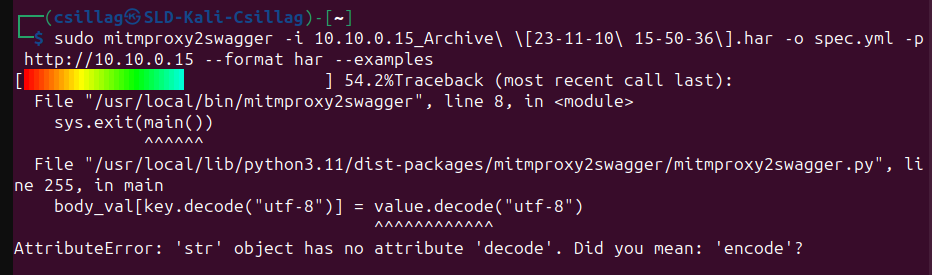 ┌──(csillag㉿SLD-Kali-Csillag)-[~]
└─$ sudo mitmproxy2swagger -i 10.10.0.15_Archive\ \[23-11-10\ 15-50-36\].har -o spec.yml -p
http://10.10.0.15 --format har --examples
[ ] 54.2%Traceback (most recent call last):
  File "/usr/local/bin/mitmproxy2swagger", line 8, in <module>
    sys.exit(main())
             ^^^^^^
  File "/usr/local/lib/python3.11/dist-packages/mitmproxy2swagger/mitmproxy2swagger.py", li
ne 255, in main
    body_val[key.decode("utf-8")] = value.decode("utf-8")
                                    ^^^^^^^^^^^^
AttributeError: 'str' object has no attribute 'decode'. Did you mean: 'encode'?